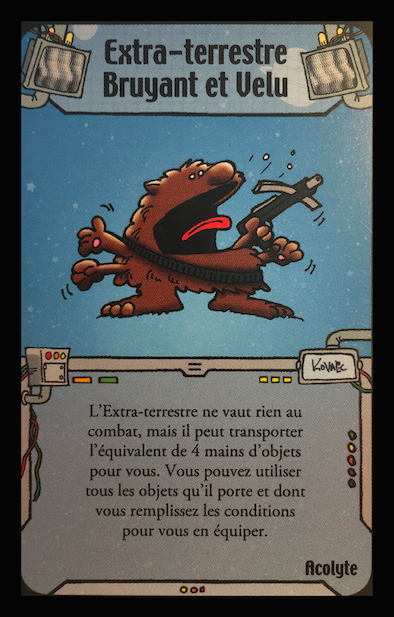 Extra-terrestre
Bruyant et Velu
KOVALIC
L'Extra-terrestre ne vaut rien au
combat, mais il peut transporter
l'équivalent de 4 mains d'objets
pour vous. Vous pouvez utiliser
tous les objets qu'il porte et dont
vous remplissez les conditions
pour vous en équiper.
Acolyte